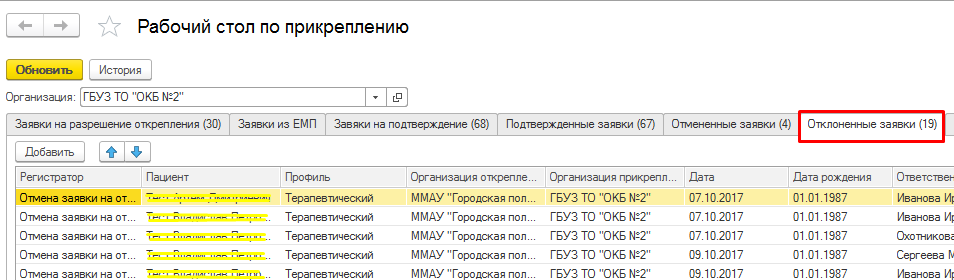 Рабочий стол по прикреплению
Обновить История
Организация: ГБУЗ ТО "ОКБ №2"
Заявки на разрешение открепления (30) Заявки из ЕМП Завяки на подтверждение (68) Подтвержденные заявки (67) Отмененные заявки (4) Отклоненные заявки (19)
Добавить
Регистратор Пациент Профиль Организация открепле... Организация прикрепл... Дата Дата рождения Ответствен
Отмена заявки на от... Терапевтический ММАУ "Городская пол... ГБУЗ ТО "ОКБ №2" 07.10.2017 01.01.1987 Иванова Ир
Отмена заявки на от... Терапевтический ММАУ "Городская пол... ГБУЗ ТО "ОКБ №2" 07.10.2017 01.01.1987 Иванова Ир
Отмена заявки на от... Терапевтический ММАУ "Городская пол... ГБУЗ ТО "ОКБ №2" 07.10.2017 01.01.1987 Охотникова
Отмена заявки на от... Терапевтический ММАУ "Городская пол... ГБУЗ ТО "ОКБ №2" 09.10.2017 01.01.1987 Сергеева М
Отмена заявки на от... Терапевтический ММАУ "Городская пол... ГБУЗ ТО "ОКБ №2" 09.10.2017 01.01.1987 Иванова Ир